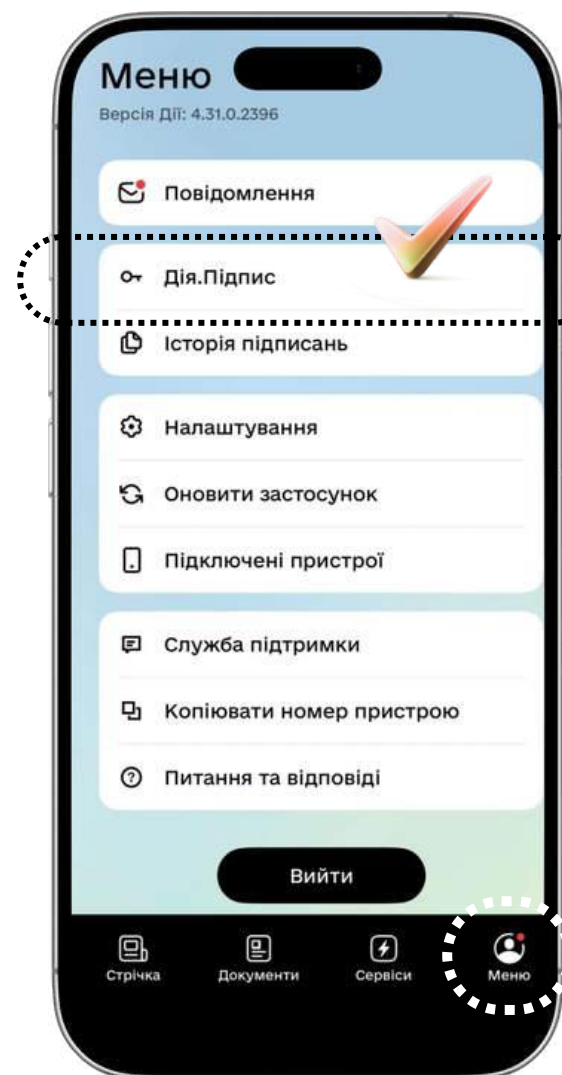 Меню
Версія Дії: 4.31.0.2396
Повідомлення
Дія.Підпис
Історія підписань
Налаштування
Оновити застосунок
Підключені пристрої
Служба підтримки
Копіювати номер пристрою
Питання та відповіді
Вийти
Стрічка
Документи
Сервіси
Меню